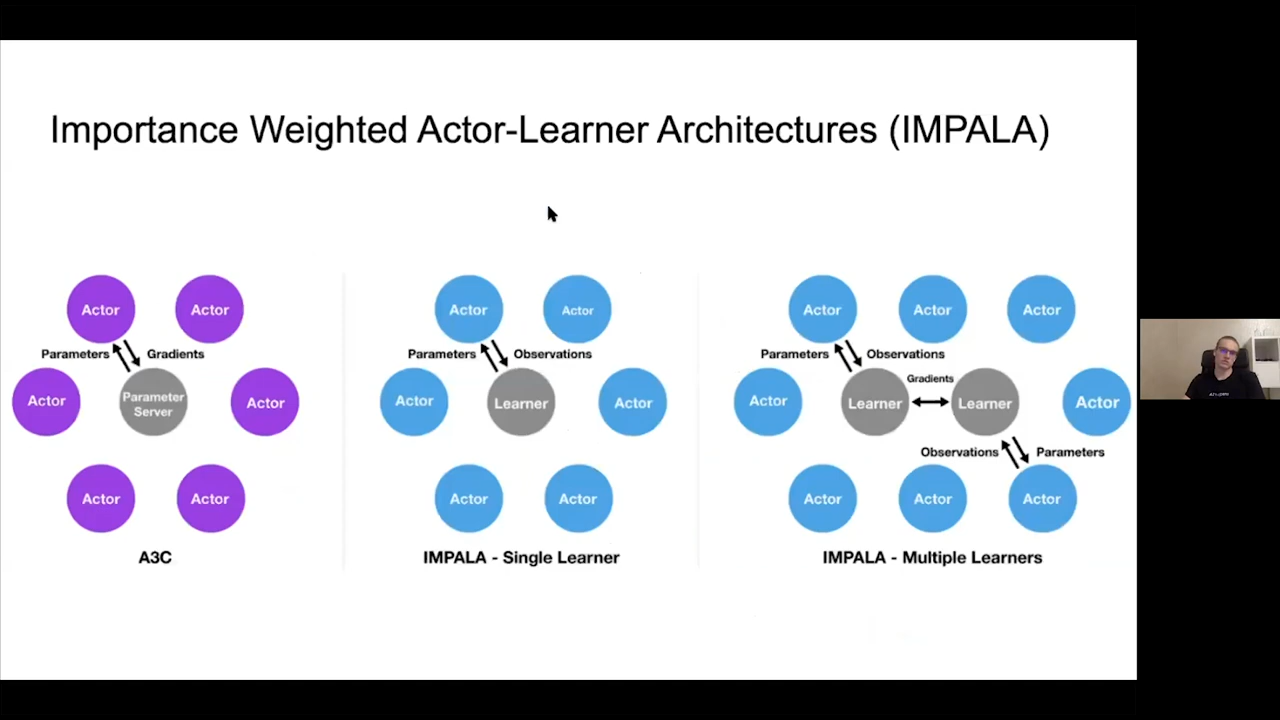 Importance Weighted Actor-Learner Architectures (IMPALA)
Actor
Actor
Parameters
Gradients
Actor
Parameter
Server
Actor
Actor
Actor
A3C
Actor
Actor
Parameters
Observations
Actor
Learner
Actor
Actor
Actor
IMPALA - Single Learner
Actor
Actor
Actor
Parameters
Observations
Gradients
Actor
Learner
Learner
Actor
Observations
Parameters
Actor
Actor
Actor
IMPALA - Multiple Learners